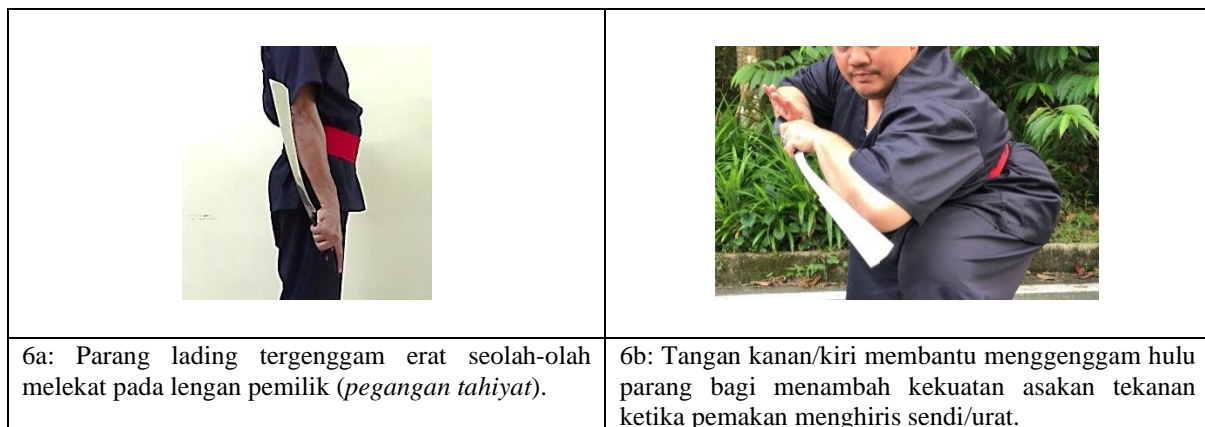 6a: Parang lading tergenggam erat seolah-olah
melekat pada lengan pemilik (pegangan tahiyat).
6b: Tangan kanan/kiri membantu menggenggam hulu
parang bagi menambah kekuatan asakan tekanan
ketika pemakan menghiris sendi/urat.